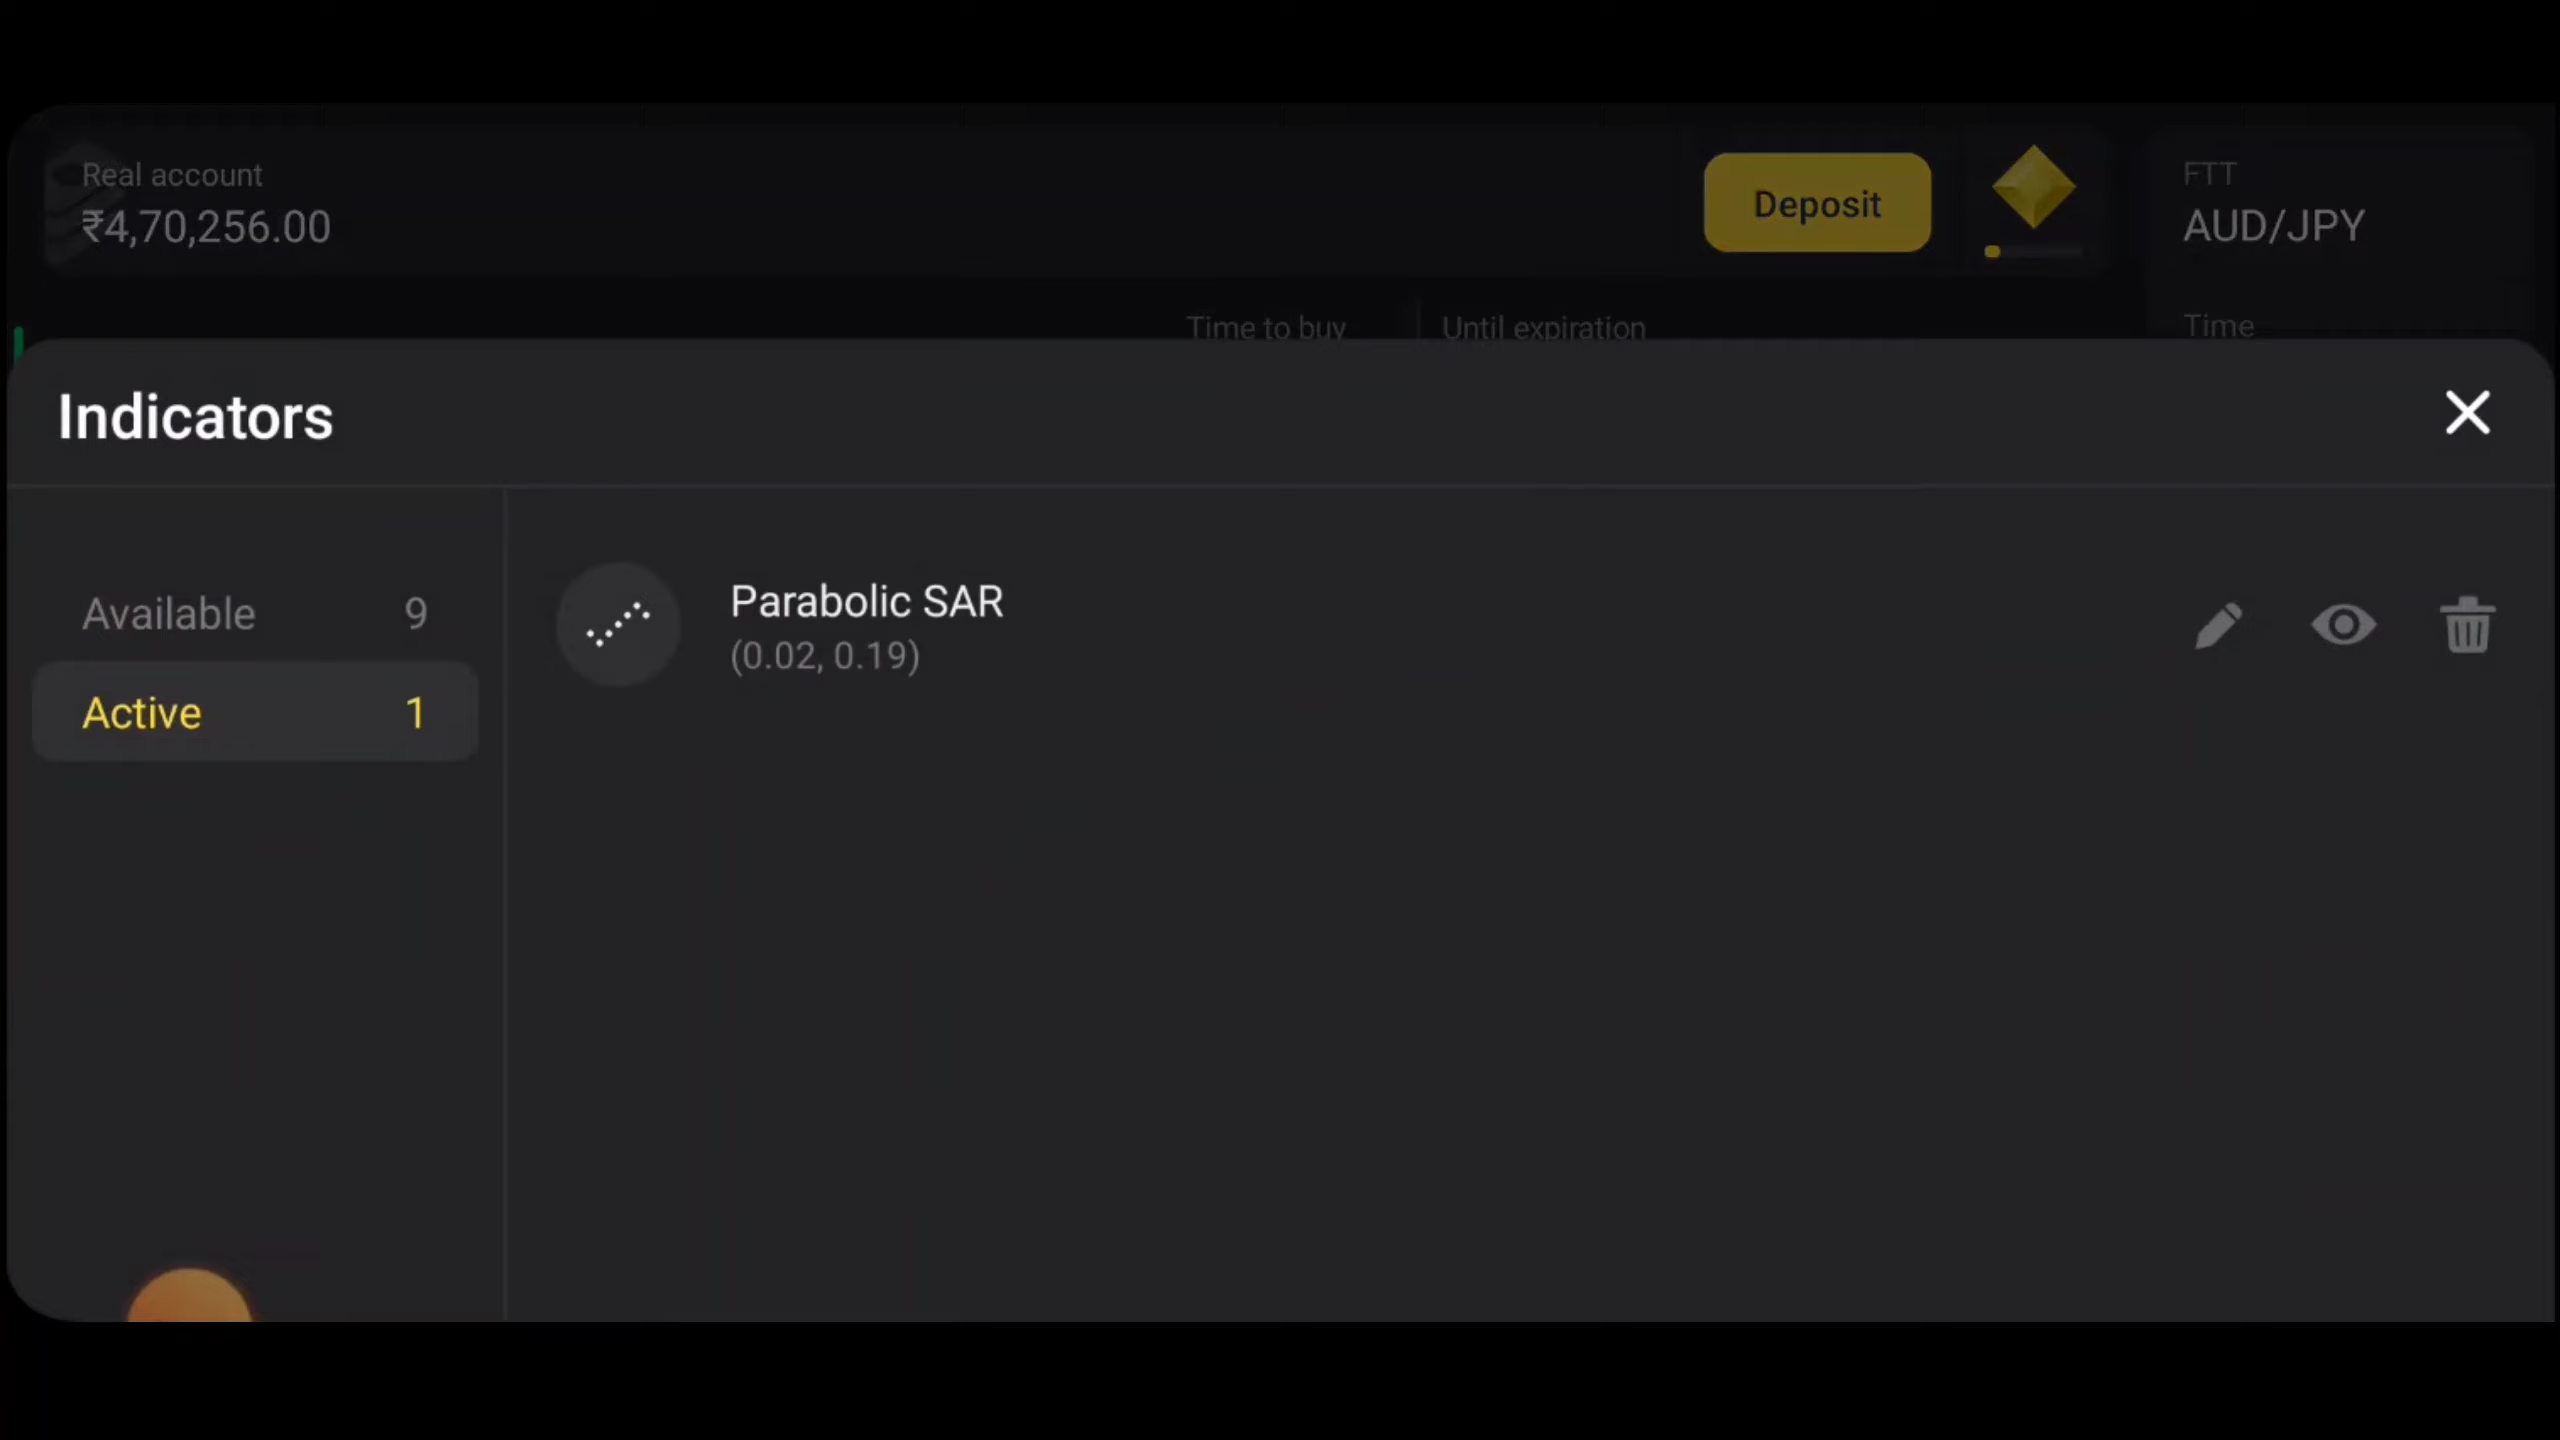 Real account
₹4,70,256.00
Deposit
FTT
AUD/JPY
Time to buy
Until expiration
Time
Indicators
Available 9
Active 1
Parabolic SAR
(0.02, 0.19)